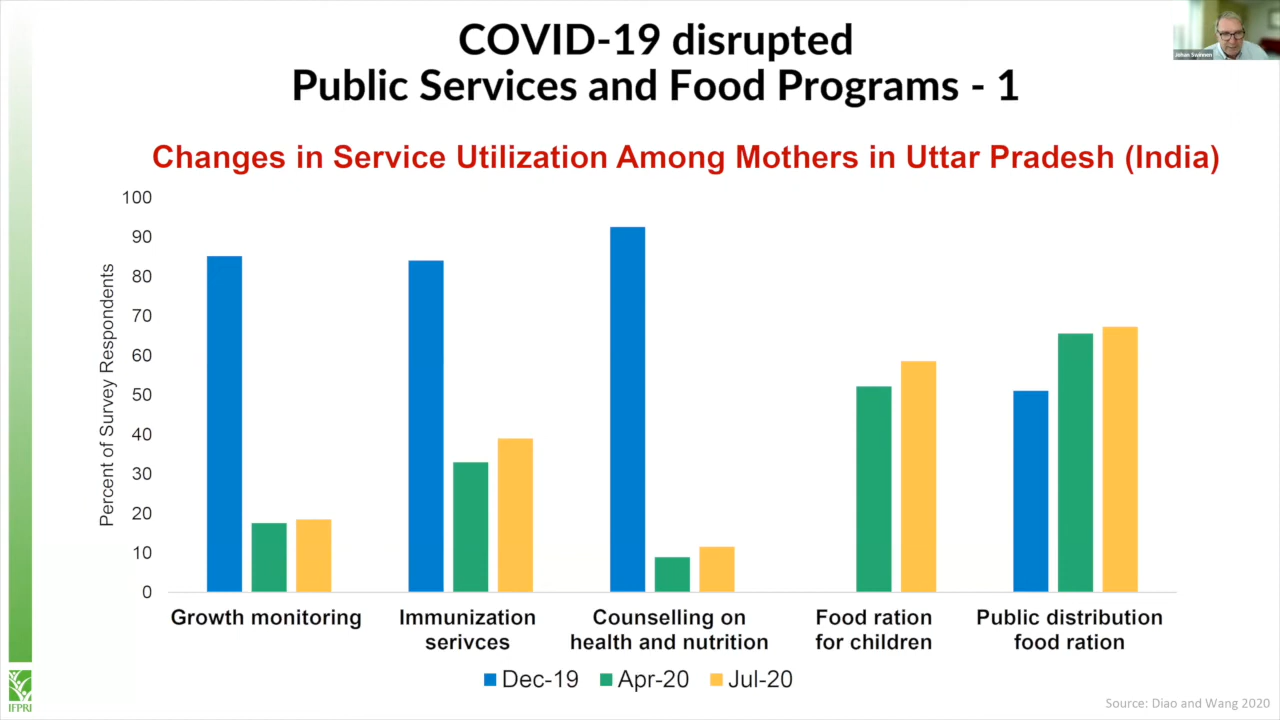 COVID-19 disrupted
Public Services and Food Programs - 1
Johan Swinnen
Changes in Service Utilization Among Mothers in Uttar Pradesh (India)
Percent of Survey Respondents
100
90
80
70
60
50
40
30
20
10
0
Growth monitoring
Immunization
serivces
Counselling on
health and nutrition
Food ration
for children
Public distribution
food ration
Dec-19 Apr-20 Jul-20
IFPRI
Source: Diao and Wang 2020